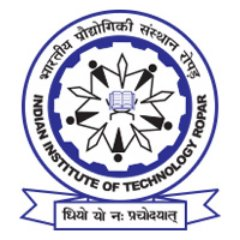 भारतीय प्रौद्योगिकी संस्थान रोपड़
INDIAN INSTITUTE OF TECHNOLOGY ROPAR
धियो यो नः प्रचोदयात्